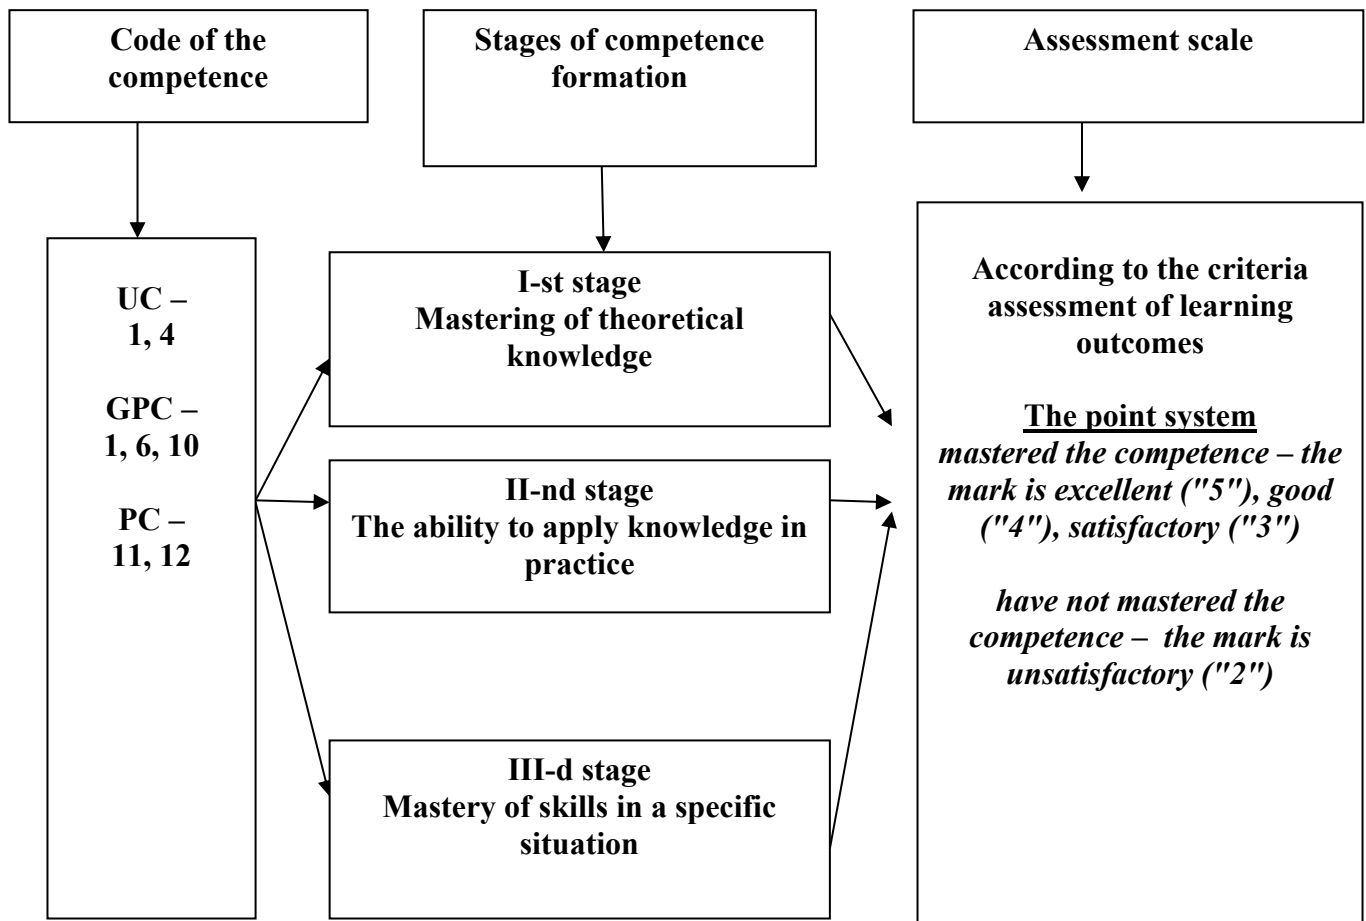 Code of the
competence
Stages of competence
formation
Assessment scale
UC –
1, 4
GPC –
1, 6, 10
PC –
11, 12
I-st stage
Mastering of theoretical
knowledge
II-nd stage
The ability to apply knowledge in
practice
III-d stage
Mastery of skills in a specific
situation
According to the criteria
assessment of learning
outcomes
The point system
mastered the competence – the
mark is excellent ("5"), good
("4"), satisfactory ("3")
have not mastered the
competence –  the mark is
unsatisfactory ("2")